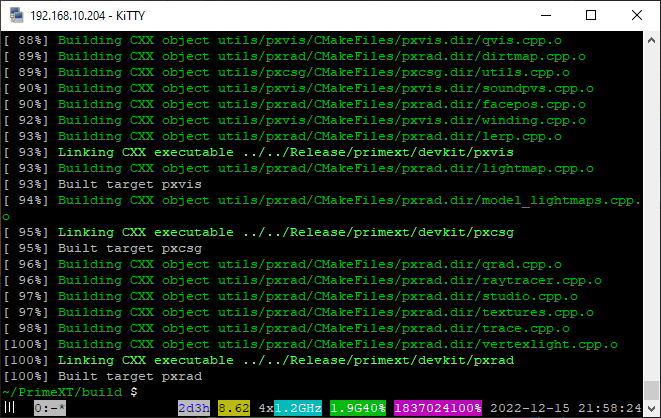 192.168.10.204 - KiTTY
[ 88%] Building CXX object utils/pxvis/CMakeFiles/pxvis.dir/qvis.cpp.o
[ 89%] Building CXX object utils/pxrad/CMakeFiles/pxrad.dir/dirtmap.cpp.o
[ 89%] Building CXX object utils/pxcsg/CMakeFiles/pxcsg.dir/utils.cpp.o
[ 90%] Building CXX object utils/pxvis/CMakeFiles/pxvis.dir/soundpvs.cpp.o
[ 90%] Building CXX object utils/pxrad/CMakeFiles/pxrad.dir/facepos.cpp.o
[ 92%] Building CXX object utils/pxvis/CMakeFiles/pxvis.dir/winding.cpp.o
[ 93%] Building CXX object utils/pxrad/CMakeFiles/pxrad.dir/lerp.cpp.o
[ 93%] Linking CXX executable ../../Release/primext/devkit/pxvis
[ 93%] Building CXX object utils/pxrad/CMakeFiles/pxrad.dir/lightmap.cpp.o
[ 93%] Built target pxvis
[ 94%] Building CXX object utils/pxrad/CMakeFiles/pxrad.dir/model_lightmaps.cpp.
o
[ 95%] Linking CXX executable ../../Release/primext/devkit/pxcsg
[ 95%] Built target pxcsg
[ 96%] Building CXX object utils/pxrad/CMakeFiles/pxrad.dir/qrad.cpp.o
[ 96%] Building CXX object utils/pxrad/CMakeFiles/pxrad.dir/raytracer.cpp.o
[ 97%] Building CXX object utils/pxrad/CMakeFiles/pxrad.dir/studio.cpp.o
[ 97%] Building CXX object utils/pxrad/CMakeFiles/pxrad.dir/textures.cpp.o
[ 98%] Building CXX object utils/pxrad/CMakeFiles/pxrad.dir/trace.cpp.o
[100%] Building CXX object utils/pxrad/CMakeFiles/pxrad.dir/vertexlight.cpp.o
[100%] Linking CXX executable ../../Release/primext/devkit/pxrad
[100%] Built target pxrad
~/PrimeXT/build $
0:-* 2d3h 8.62 4x1.2GHz 1.9G40% 1837024100% 2022-12-15 21:58:24